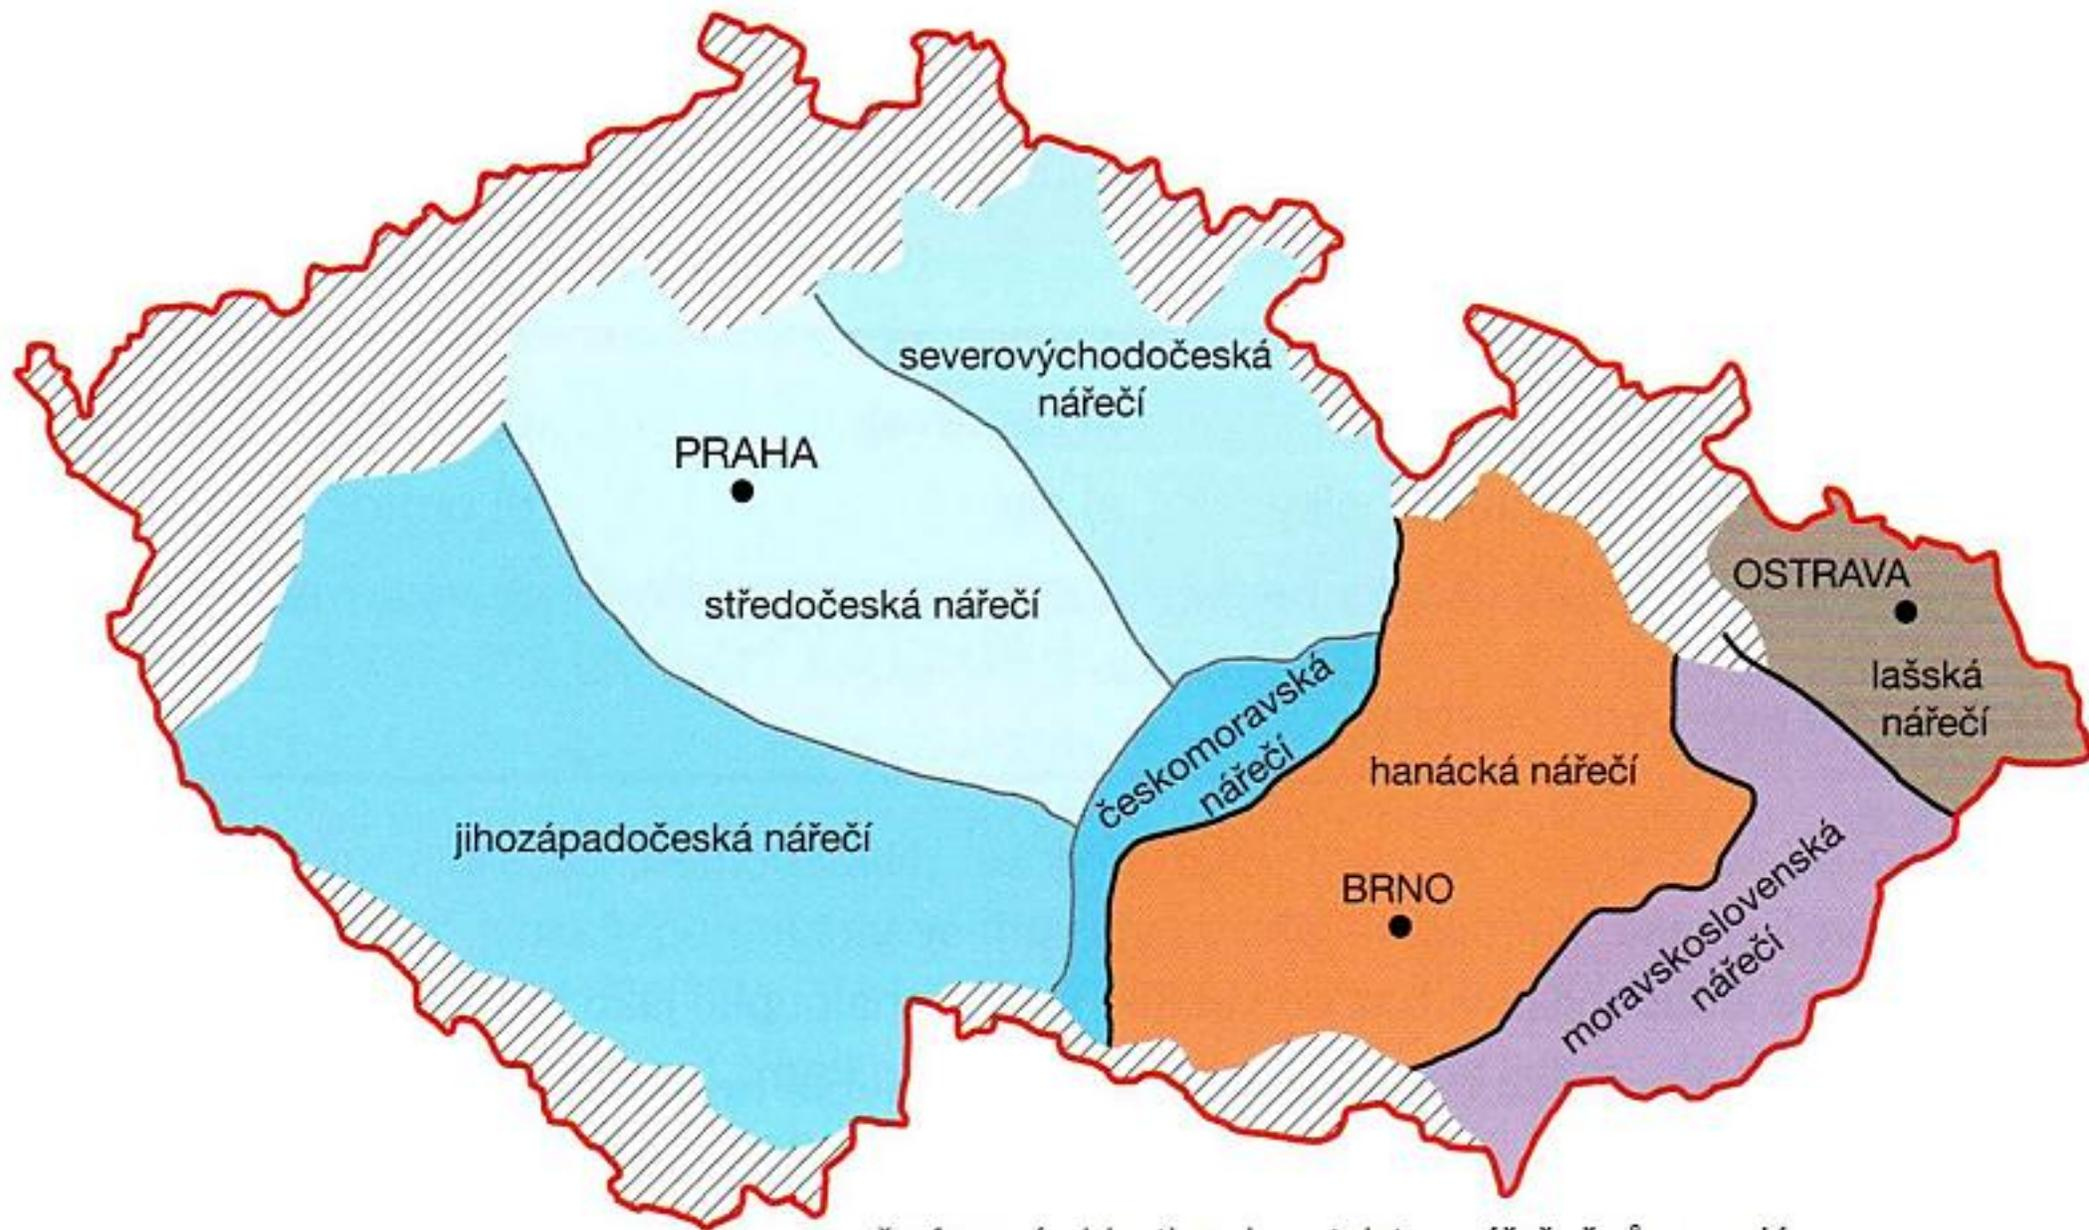 severovýchodočeská
nářečí
PRAHA
středočeská nářečí
OSTRAVA
lašská
nářečí
českomoravská
nářečí
hanácká nářečí
jihozápadočeská nářečí
BRNO
moravskoslovenská
nářečí